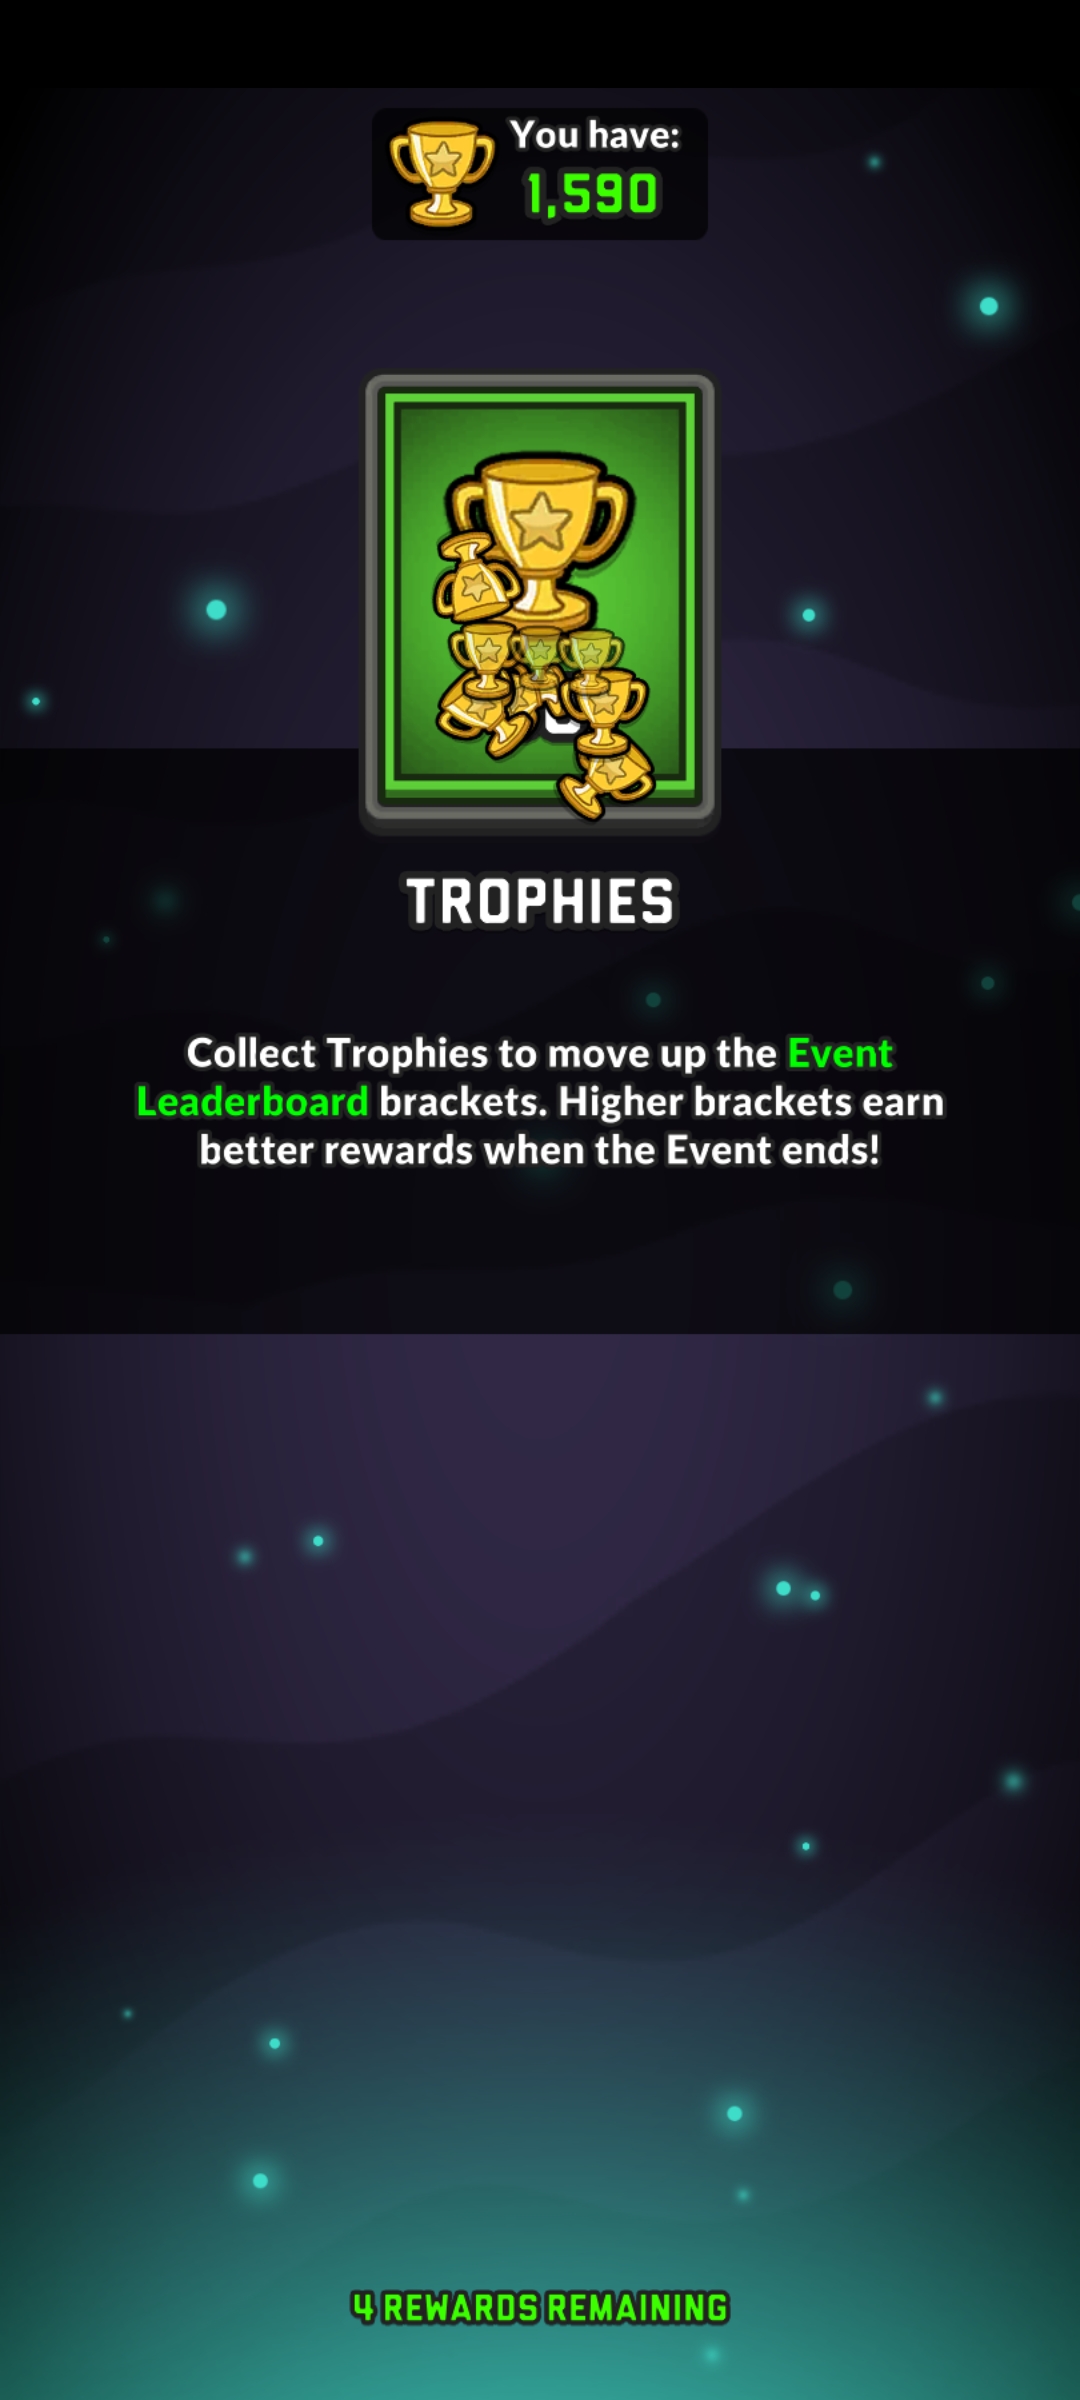 You have:
1,590
TROPHIES
Collect Trophies to move up the Event
Leaderboard brackets. Higher brackets earn
better rewards when the Event ends!
4 REWARDS REMAINING